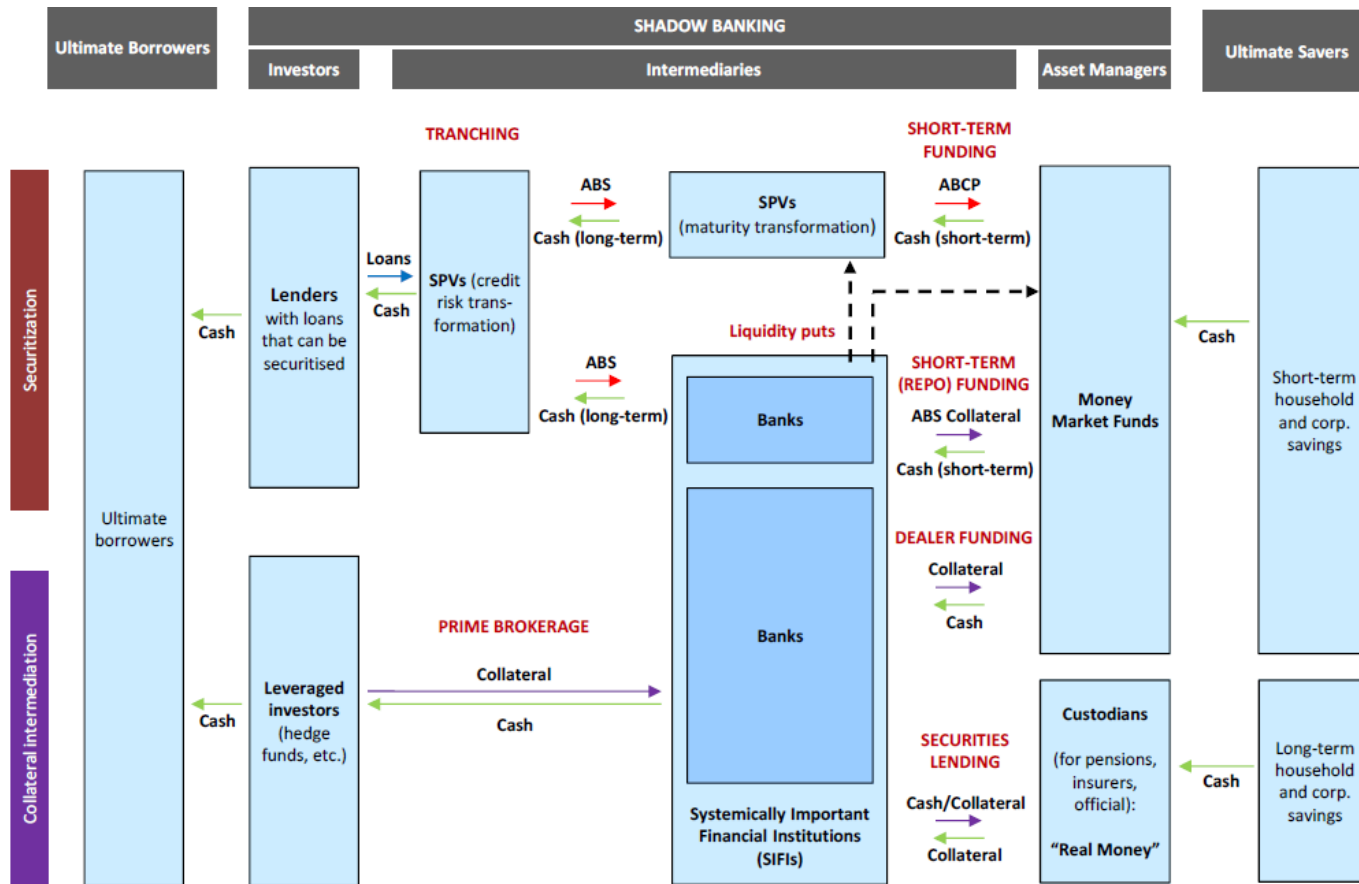 SHADOW BANKING
Ultimate Borrowers
Investors
Intermediaries
Asset Managers
Ultimate Savers
TRANCHING
SHORT-TERM
FUNDING
Securitization
Collateral intermediation
Ultimate
borrowers
Cash
Lenders
with loans
that can be
securitised
Loans
Cash
SPVs (credit
risk trans-
formation)
ABS
Cash (long-term)
SPVs
(maturity transformation)
ABCP
Cash (short-term)
Liquidity puts
ABS
Cash (long-term)
Banks
SHORT-TERM
(REPO) FUNDING
ABS Collateral
Cash (short-term)
Money
Market Funds
Cash
Short-term
household
and corp.
savings
DEALER FUNDING
Collateral
Cash
Cash
Leveraged
investors
(hedge
funds, etc.)
PRIME BROKERAGE
Collateral
Cash
Banks
Systemically Important
Financial Institutions
(SIFIs)
SECURITIES
LENDING
Cash/Collateral
Collateral
Custodians
(for pensions,
insurers,
official):
“Real Money”
Cash
Long-term
household
and corp.
savings